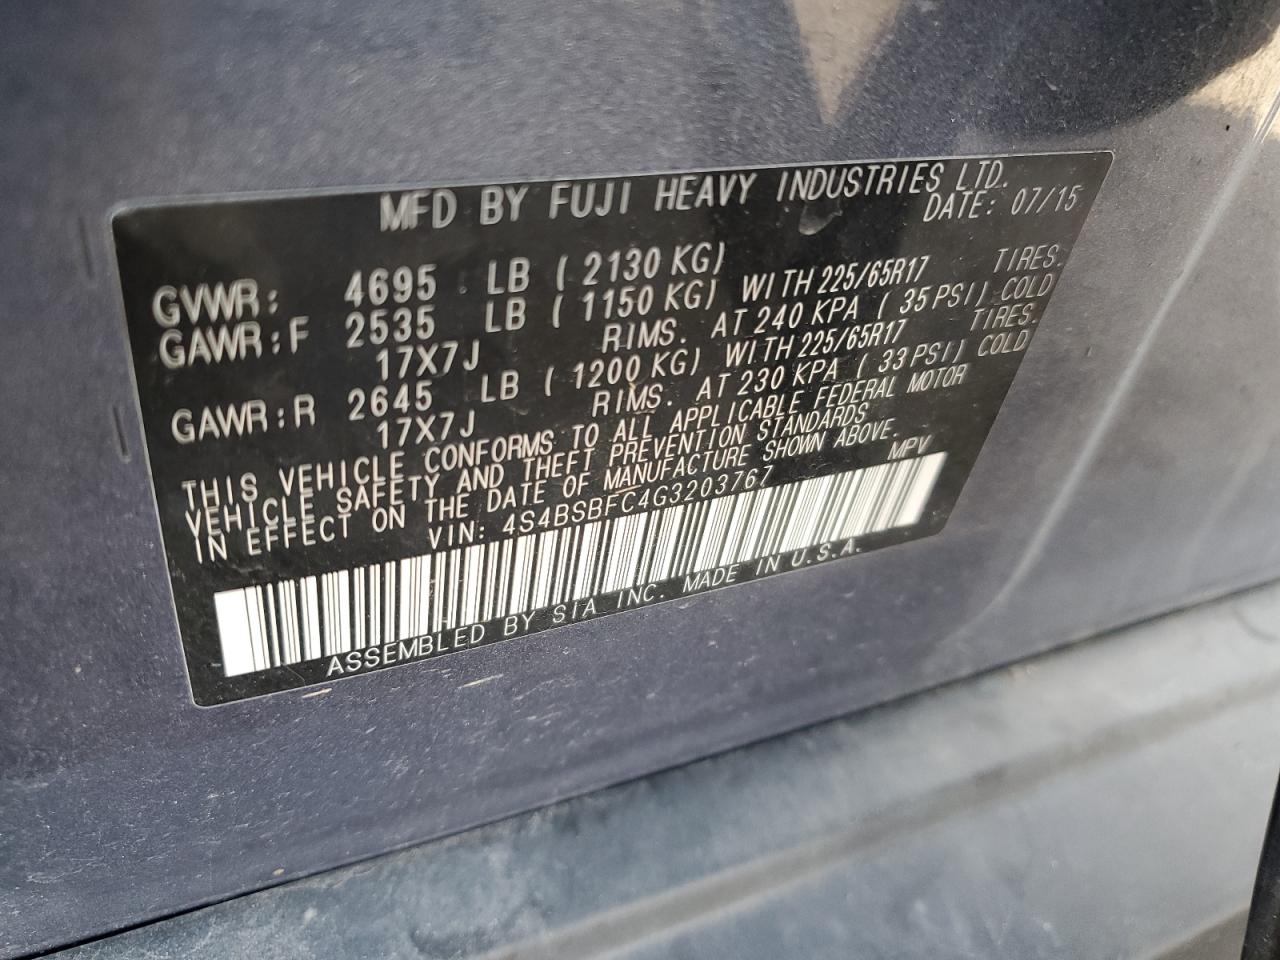 MFD BY FUJI HEAVY INDUSTRIES LTD.
DATE: 07/15
GVWR: 4695 LB ( 2130 KG)
GAWR:F 2535 LB ( 1150 KG) WITH 225/65R17 TIRES.
17X7J RIMS. AT 240 KPA ( 35 PSI) COLD
GAWR:R 2645 LB ( 1200 KG) WITH 225/65R17 TIRES.
17X7J RIMS. AT 230 KPA ( 33 PSI) COLD
THIS VEHICLE CONFORMS TO ALL APPLICABLE FEDERAL MOTOR
VEHICLE SAFETY AND THEFT PREVENTION STANDARDS
IN EFFECT ON THE DATE OF MANUFACTURE SHOWN ABOVE.
VIN: 4S4BSBFC4G3203767 MPV
ASSEMBLED BY SIA INC. MADE IN U.S.A.